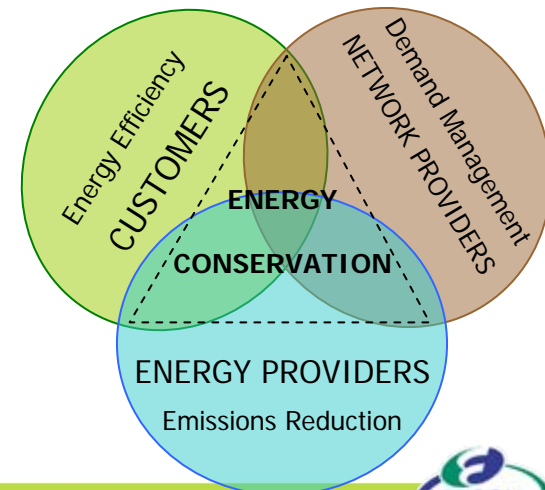 Energy Efficiency
CUSTOMERS
Demand Management
NETWORK PROVIDERS
ENERGY
CONSERVATION
ENERGY PROVIDERS
Emissions Reduction